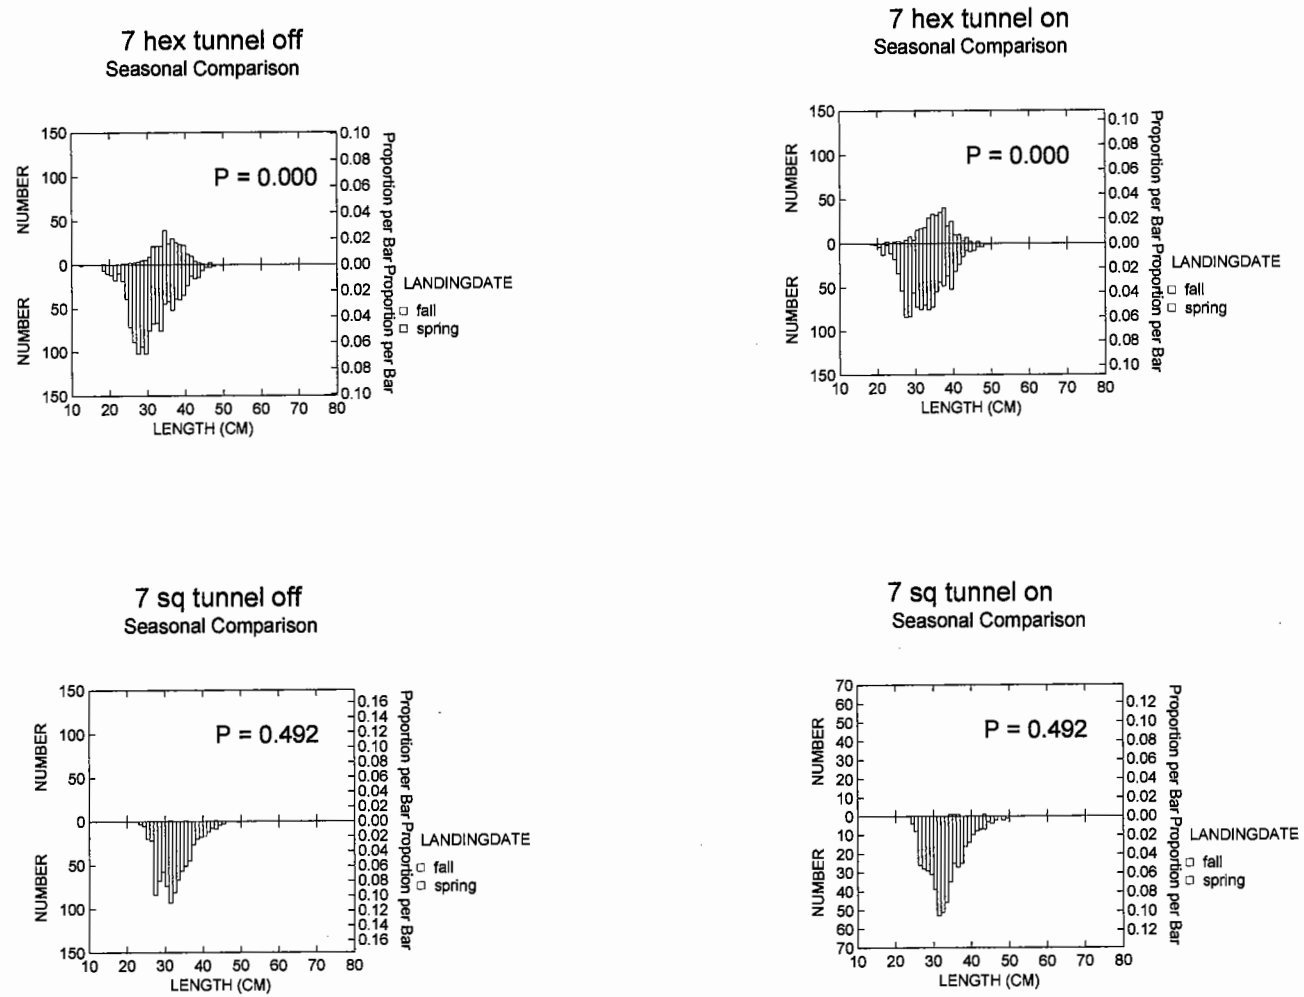 7 hex tunnel off
Seasonal Comparison
150
100
50
0
50
100
150
NUMBER
NUMBER
P = 0.000
0.10
0.08
0.06
0.04
0.02
0.00
0.02
0.04
0.06
0.08
0.10
Proportion per Bar
Proportion per Bar
LANDINGDATE
fall
spring
10 20 30 40 50 60 70 80
LENGTH (CM)
7 hex tunnel on
Seasonal Comparison
150
100
50
0
50
100
150
NUMBER
NUMBER
P = 0.000
0.10
0.08
0.06
0.04
0.02
0.00
0.02
0.04
0.06
0.08
0.10
Proportion per Bar
Proportion per Bar
LANDINGDATE
fall
spring
10 20 30 40 50 60 70 80
LENGTH (CM)
7 sq tunnel off
Seasonal Comparison
150
100
50
0
50
100
150
NUMBER
NUMBER
P = 0.492
0.16
0.14
0.12
0.10
0.08
0.06
0.04
0.02
0.00
0.02
0.04
0.06
0.08
0.10
0.12
0.14
0.16
Proportion per Bar
Proportion per Bar
LANDINGDATE
fall
spring
10 20 30 40 50 60 70 80
LENGTH (CM)
7 sq tunnel on
Seasonal Comparison
70
60
50
40
30
20
10
0
10
20
30
40
50
60
70
NUMBER
NUMBER
P = 0.492
0.12
0.10
0.08
0.06
0.04
0.02
0.00
0.02
0.04
0.06
0.08
0.10
0.12
Proportion per Bar
Proportion per Bar
LANDINGDATE
fall
spring
10 20 30 40 50 60 70 80
LENGTH (CM)